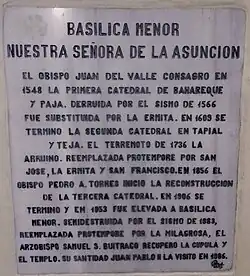 BASILICA MENOR
NUESTRA SEÑORA DE LA ASUNCION
EL OBISPO JUAN DEL VALLE CONSAGRO EN
1548 LA PRIMERA CATEDRAL DE BAHAREQUE
Y PAJA. DERRUIDA POR EL SISMO DE 1566
FUE SUBSTITUIDA POR LA ERMITA. EN 1609 SE
TERMINO LA SEGUNDA CATEDRAL EN TAPIAL
Y TEJA. EL TERREMOTO DE 1736 LA
ARRUINO. REEMPLAZADA PROTEMPORE POR SAN
JOSE, LA ERMITA Y SAN FRANCISCO. EN 1856 EL
OBISPO PEDRO A. TORRES INICIO LA RECONSTRUCCION
DE LA TERCERA CATEDRAL. EN 1906 SE
TERMINO Y EN 1953 FUE ELEVADA A BASILICA
MENOR. SEMIDESTRUIDA POR EL SISMO DE 1983,
REEMPLAZADA PROTEMPORE POR LA MILAGROSA, EL
ARZOBISPO SAMUEL S. BUITRAGO RECUPERO LA CUPULA Y
EL TEMPLO. SU SANTIDAD JUAN PABLO II LA VISITO EN 1986.